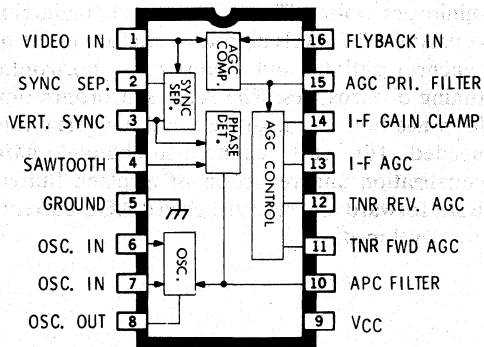 VIDEO IN 1 16 FLYBACK IN
SYNC SEP. 2 15 AGC PRI. FILTER
VERT. SYNC 3 14 I-F GAIN CLAMP
SAWTOOTH 4 13 I-F AGC
GROUND 5 12 TNR REV. AGC
OSC. IN 6 11 TNR FWD AGC
OSC. IN 7 10 APC FILTER
OSC. OUT 8 9 VCC
AGC
COMP.
SYNC
SEP.
PHASE
DET.
AGC CONTROL
OSC.